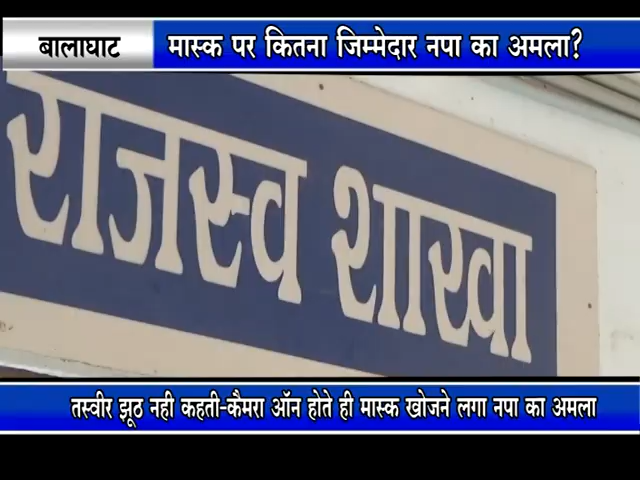 बालाघाट
मास्क पर कितना जिम्मेदार नपा का अमला?
राजस्व शाखा
तस्वीर झूठ नही कहती-कैमरा ऑन होते ही मास्क खोजने लगा नपा का अमला